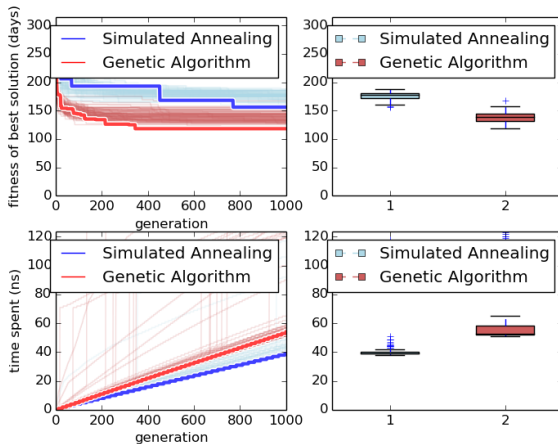 fitness of best solution (days)
300
250
200
150
100
50
0
Simulated Annealing
Genetic Algorithm
0 200 400 600 800 1000
generation
300
250
200
150
100
50
0
Simulated Annealing
Genetic Algorithm
1 2
time spent (ns)
120
100
80
60
40
20
0
Simulated Annealing
Genetic Algorithm
0 200 400 600 800 1000
generation
120
100
80
60
40
20
0
Simulated Annealing
Genetic Algorithm
1 2